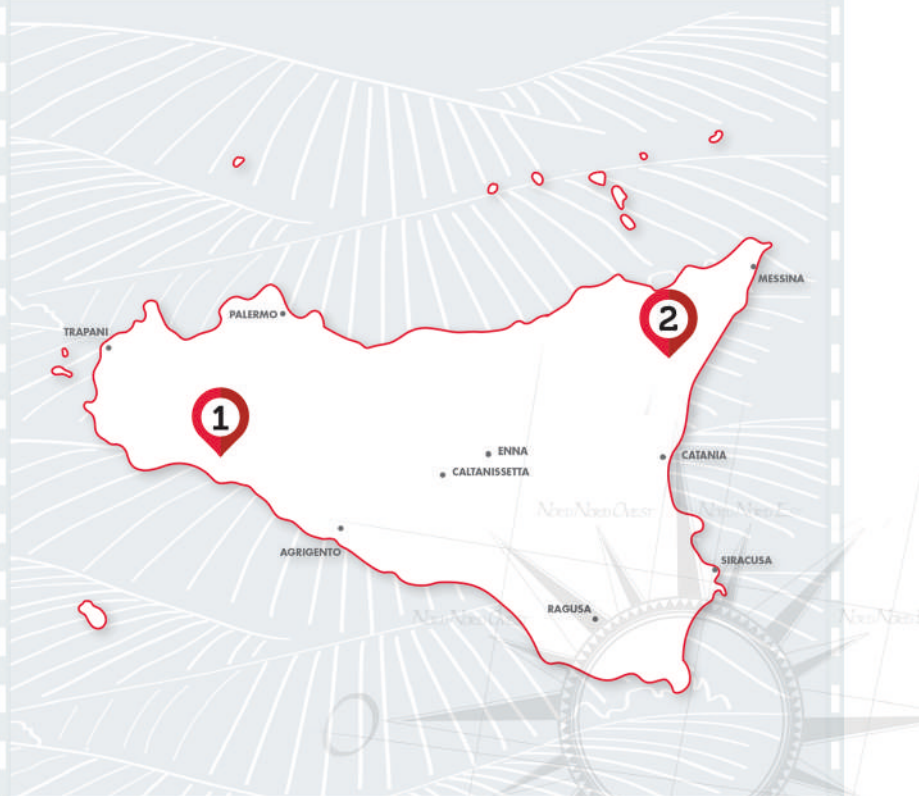 MESSINA
PALERMO
2
TRAPANI
1
ENNA
CATANIA
CALTANISSETTA
AGRIGENTO
SIRACUSA
RAGUSA